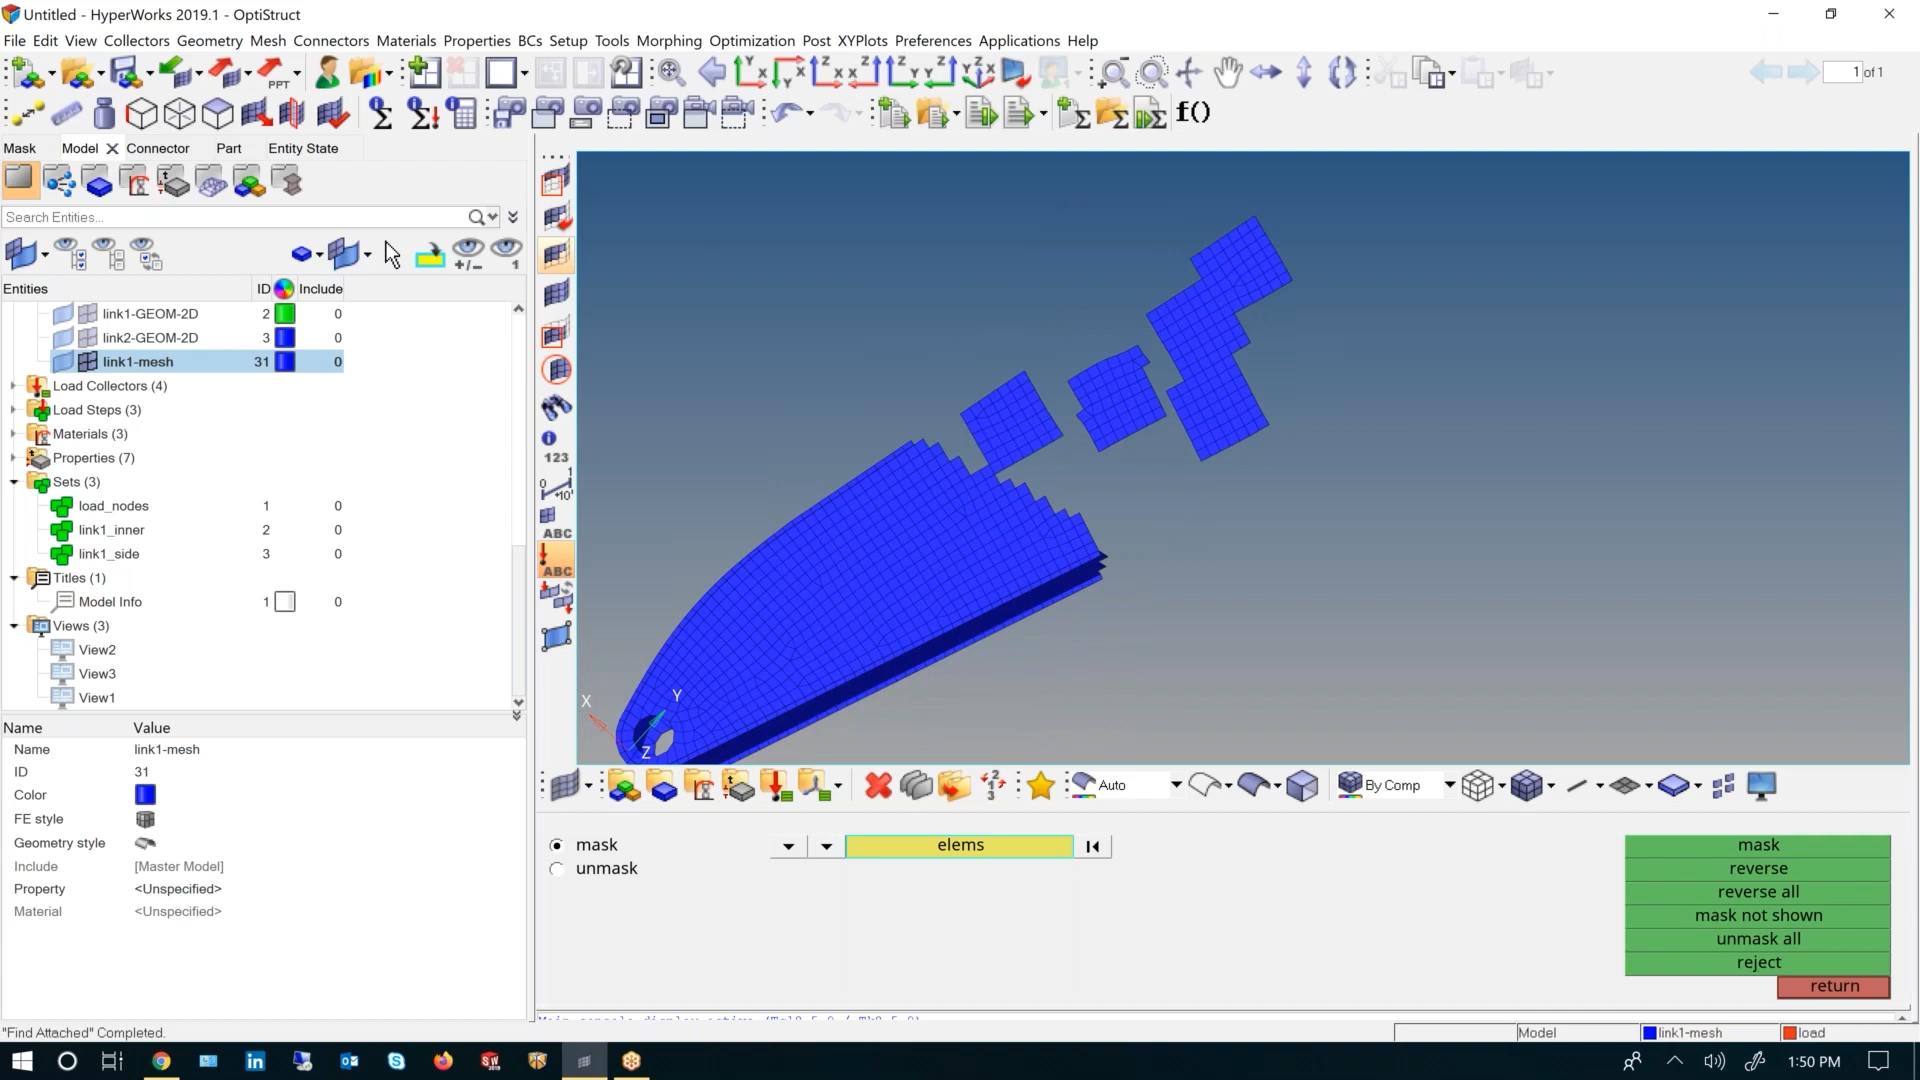 Untitled - HyperWorks 2019.1 - OptiStruct
File Edit View Collectors Geometry Mesh Connectors Materials Properties BCs Setup Tools Morphing Optimization Post XYPlots Preferences Applications Help
PPT
1 of 1
f()
Mask Model Connector Part Entity State
Search Entities...
Entities ID Include
link1-GEOM-2D 2 0
link2-GEOM-2D 3 0
link1-mesh 31 0
Load Collectors (4)
Load Steps (3)
Materials (3)
Properties (7)
Sets (3)
load_nodes 1 0
link1_inner 2 0
link1_side 3 0
Titles (1)
Model Info 1 0
Views (3)
View2
View3
View1
Name Value
Name link1-mesh
ID 31
Color
FE style
Geometry style
Include [Master Model]
Property <Unspecified>
Material <Unspecified>
123
ABC
ABC
X
Y
Z
Auto
By Comp
mask
unmask
elems
mask
reverse
reverse all
mask not shown
unmask all
reject
return
"Find Attached" Completed.
Model
link1-mesh
load
1:50 PM